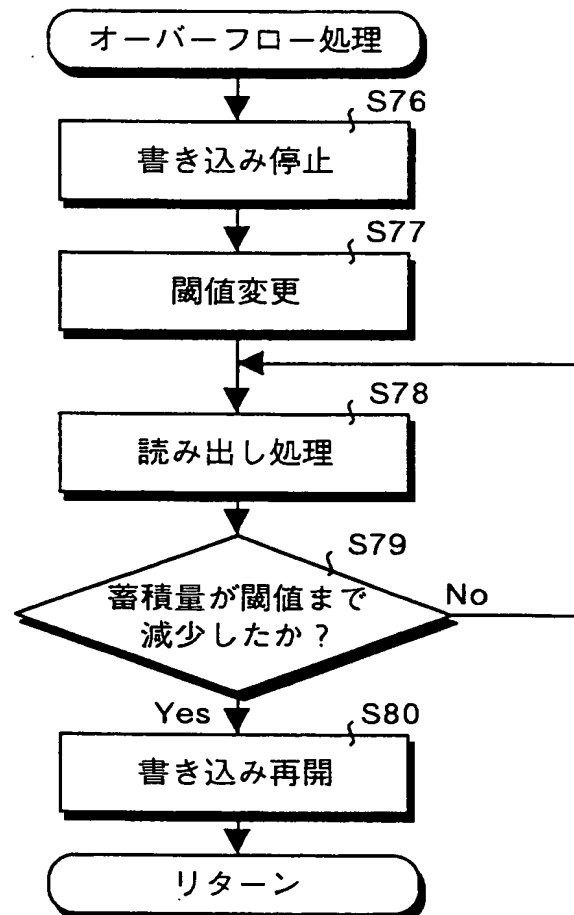 オーバーフロー処理
S76
書き込み停止
S77
閾値変更
S78
読み出し処理
S79
蓄積量が閾値まで
減少したか?
No
Yes
S80
書き込み再開
リターン